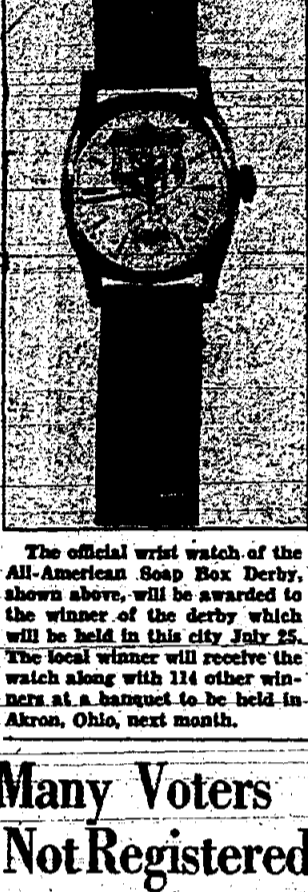 The official wrist watch of the
All-American Soap Box Derby,
shown above, will be awarded to
the winner of the derby which
will be held in this city July 25.
The local winner will receive the
watch along with 114 other win-
ners at a banquet to be held in
Akron, Ohio, next month.
Many Voters
Not Registered